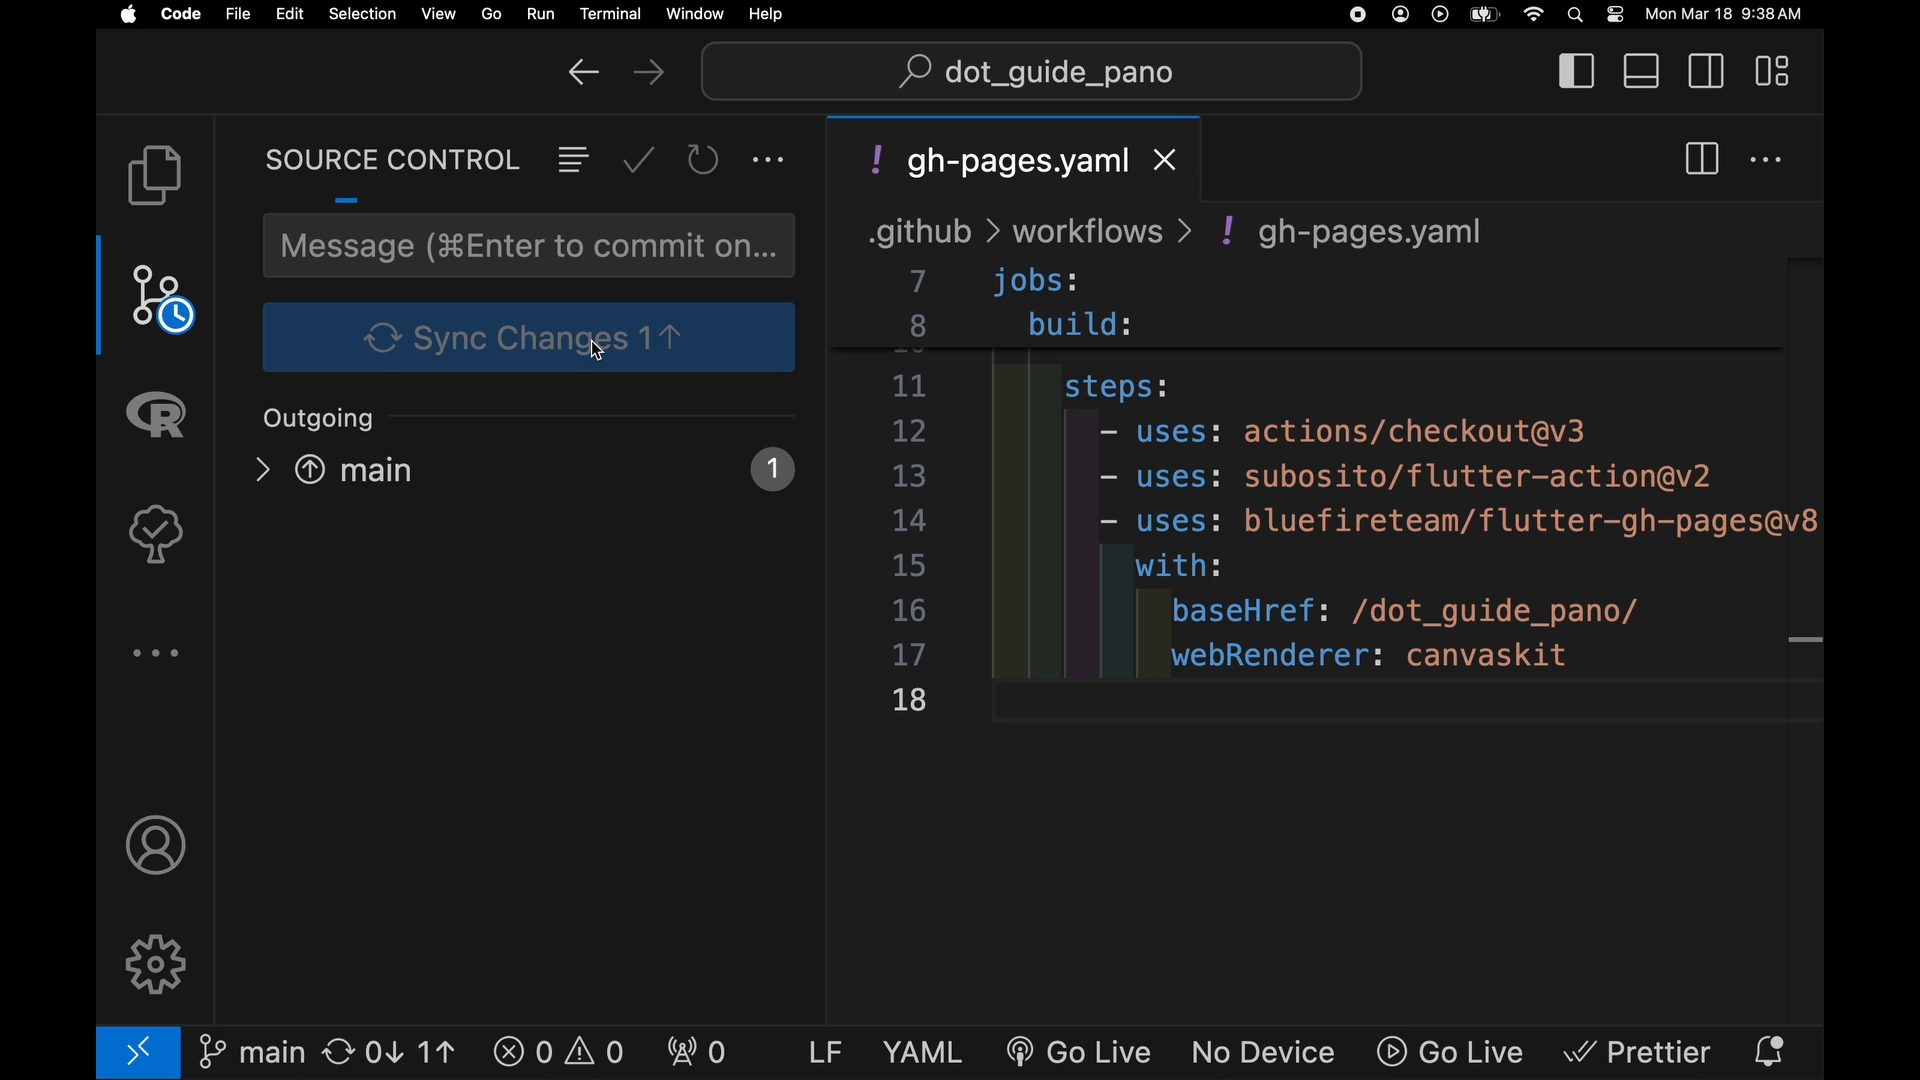 Code File Edit Selection View Go Run Terminal Window Help Mon Mar 18 9:38 AM
dot_guide_pano
SOURCE CONTROL
gh-pages.yaml
Message (⌘Enter to commit on...
.github > workflows > ! gh-pages.yaml
7 jobs:
8 build:
Sync Changes 1↑
11 steps:
Outgoing
12 - uses: actions/checkout@v3
main 1
13 - uses: subosito/flutter-action@v2
14 - uses: bluefireteam/flutter-gh-pages@v8
15 with:
16 baseHref: /dot_guide_pano/
17 webRenderer: canvaskit
18
main 0↓ 1↑ 0 0 0 LF YAML Go Live No Device Go Live Prettier